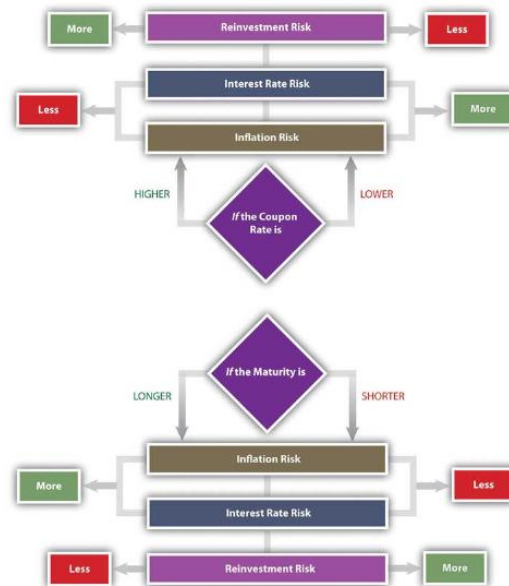 More
Reinvestment Risk
Less
Interest Rate Risk
Less
More
Inflation Risk
HIGHER
LOWER
If the Coupon
Rate is
If the Maturity is
LONGER
SHORTER
Inflation Risk
More
Less
Interest Rate Risk
Less
Reinvestment Risk
More